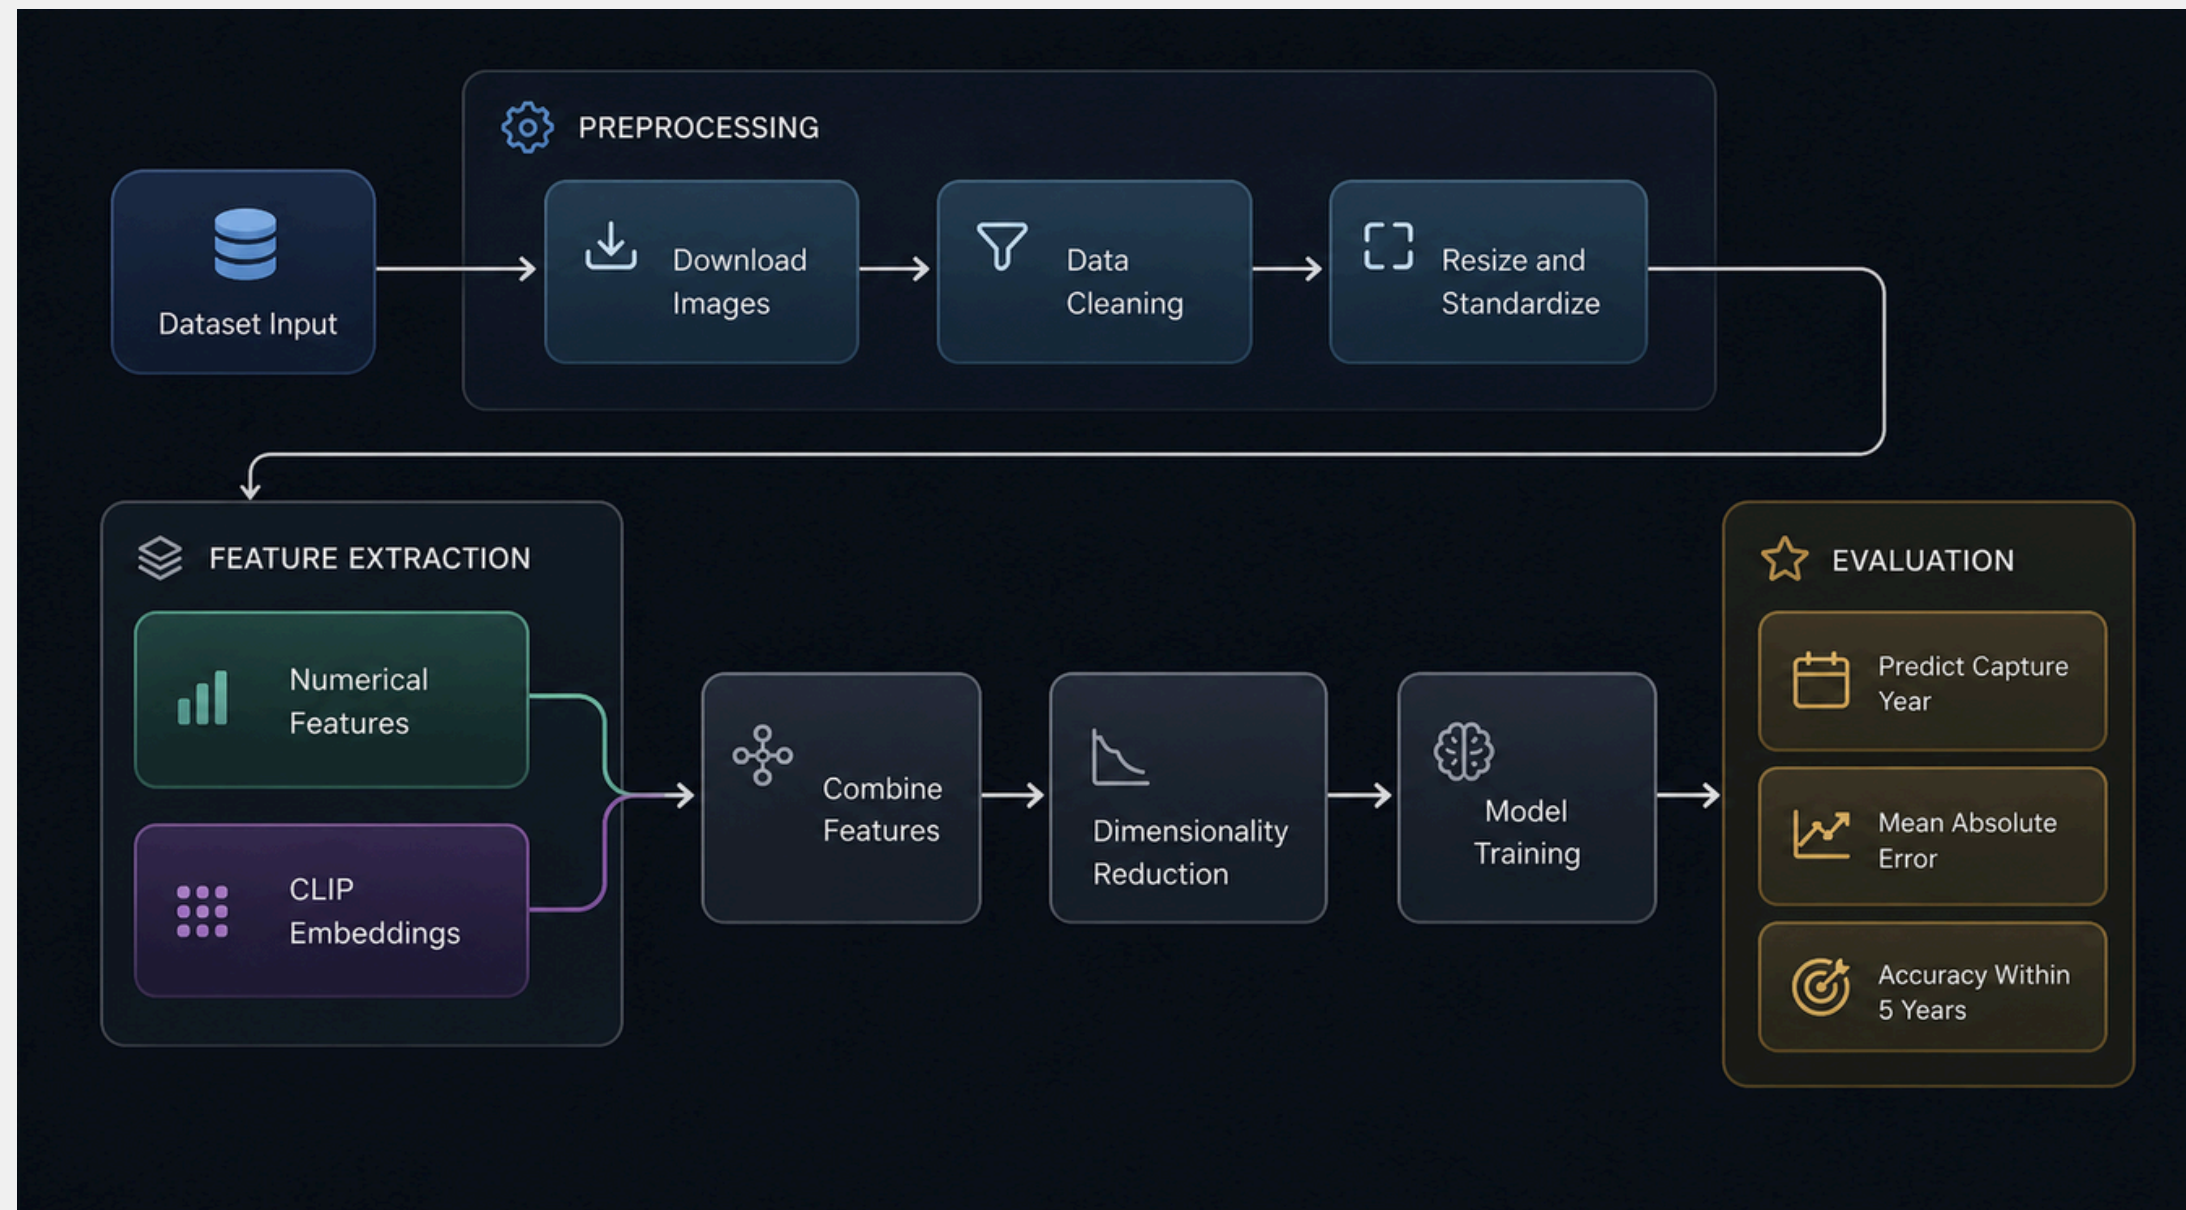 PREPROCESSING
Dataset Input
Download
Images
Data
Cleaning
Resize and
Standardize
FEATURE EXTRACTION
Numerical
Features
CLIP
Embeddings
Combine
Features
Dimensionality
Reduction
Model
Training
EVALUATION
Predict Capture
Year
Mean Absolute
Error
Accuracy Within
5 Years